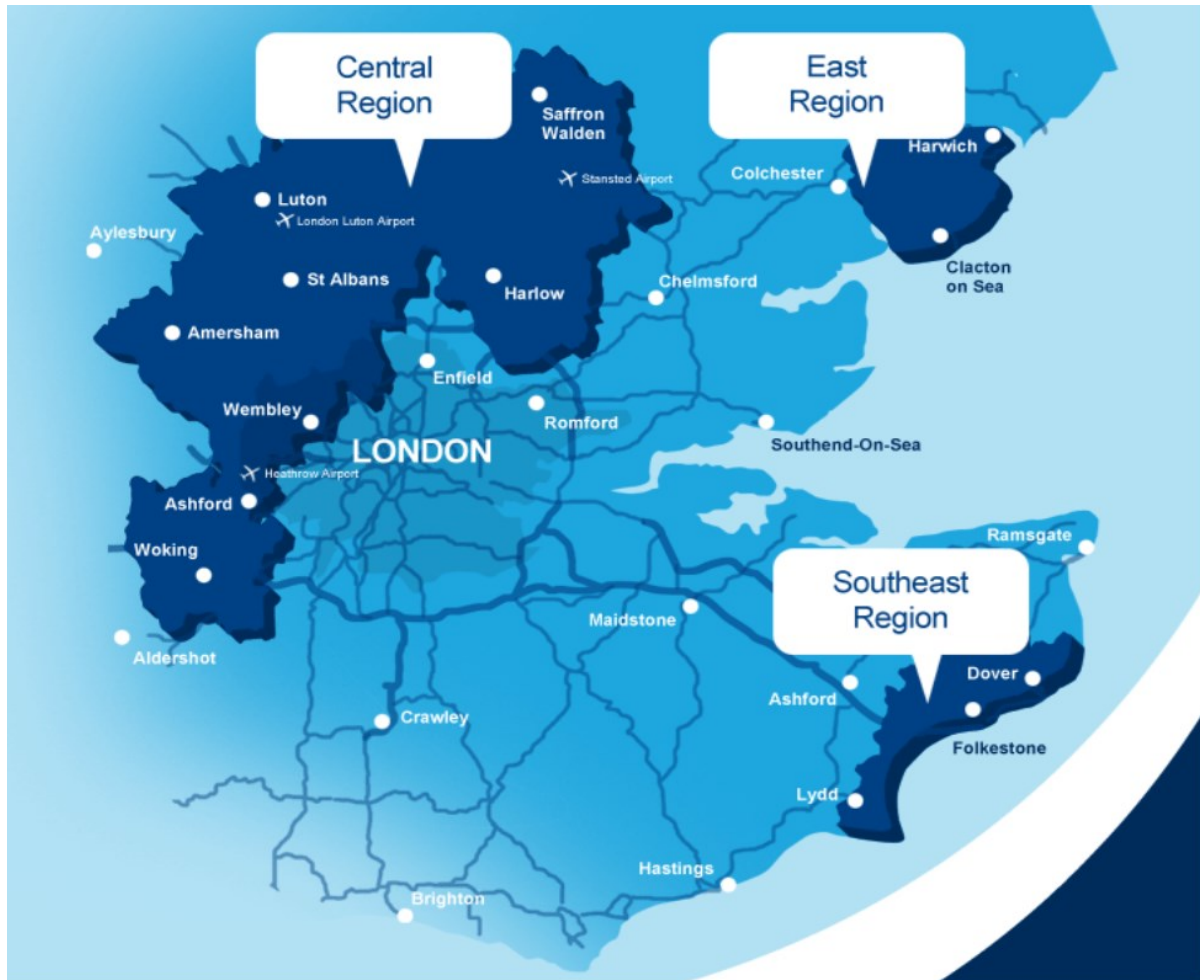 Central
Region
East
Region
Saffron
Walden
Harwich
Stansted Airport
Colchester
Luton
London Luton Airport
Aylesbury
St Albans
Harlow
Chelmsford
Clacton
on Sea
Amersham
Enfield
Wembley
Romford
LONDON
Southend-On-Sea
Heathrow Airport
Ashford
Woking
Ramsgate
Southeast
Region
Maidstone
Aldershot
Dover
Ashford
Crawley
Folkestone
Lydd
Hastings
Brighton